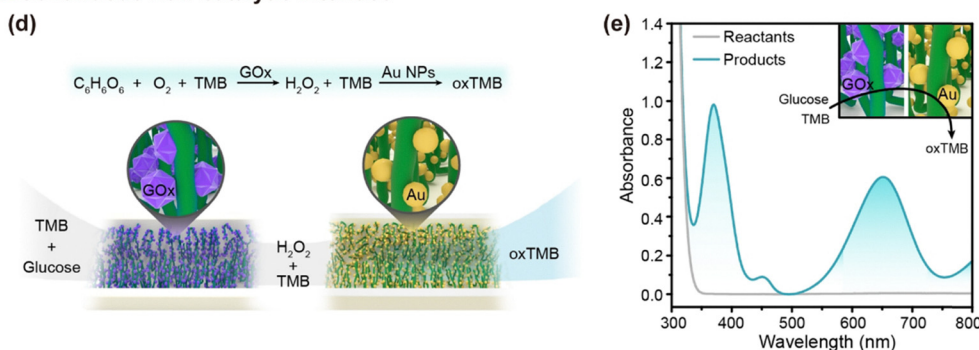 (d)
C₆H₆O₆ + O₂ + TMB GOx H₂O₂ + TMB Au NPs oxTMB
GOx
Au
TMB
+
Glucose
H₂O₂
+
TMB
oxTMB
(e)
Absorbance
1.4
1.2
1.0
0.8
0.6
0.4
0.2
0.0
Reactants
Products
GOx
Au
Glucose
TMB
oxTMB
300 400 500 600 700 800
Wavelength (nm)